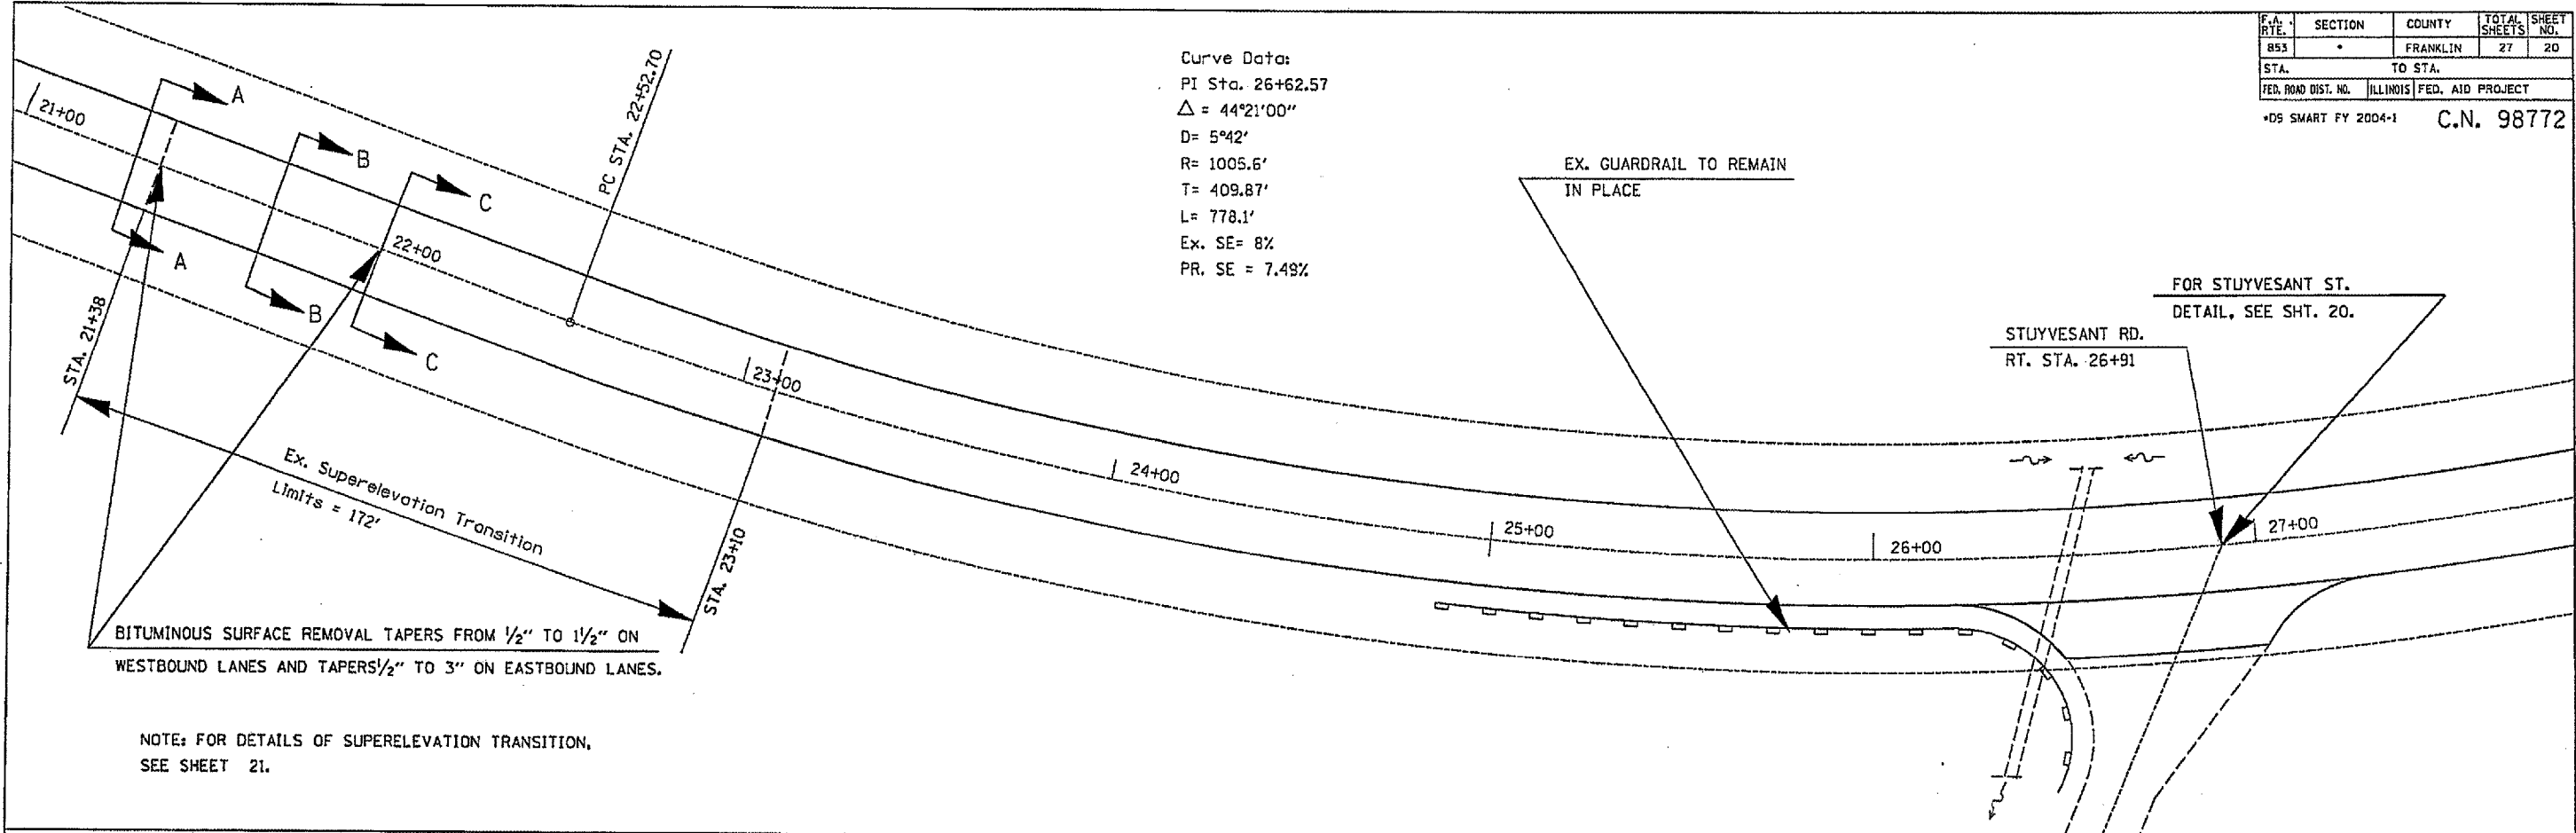 F.A. RTE. SECTION COUNTY TOTAL SHEETS SHEET NO.
853 * FRANKLIN 27 20
STA. TO STA.
FED. ROAD DIST. NO. ILLINOIS FED. AID PROJECT
*D9 SMART FY 2004-1 C.N. 98772
Curve Data:
PI Sta. 26+62.57
Δ = 44°21'00"
D= 5°42'
R= 1005.6'
T= 409.87'
L= 778.1'
Ex. SE= 8%
PR. SE = 7.49%
21+00
A
B
C
PC STA. 22+52.70
22+00
A
B
C
STA. 21+38
23+00
24+00
25+00
26+00
27+00
EX. GUARDRAIL TO REMAIN
IN PLACE
FOR STUYVESANT ST.
DETAIL, SEE SHT. 20.
STUYVESANT RD.
RT. STA. 26+91
Ex. Superelevation Transition
Limits = 172'
STA. 23+10
BITUMINOUS SURFACE REMOVAL TAPERS FROM 1/2" TO 1 1/2" ON
WESTBOUND LANES AND TAPERS 1/2" TO 3" ON EASTBOUND LANES.
NOTE: FOR DETAILS OF SUPERELEVATION TRANSITION,
SEE SHEET 21.